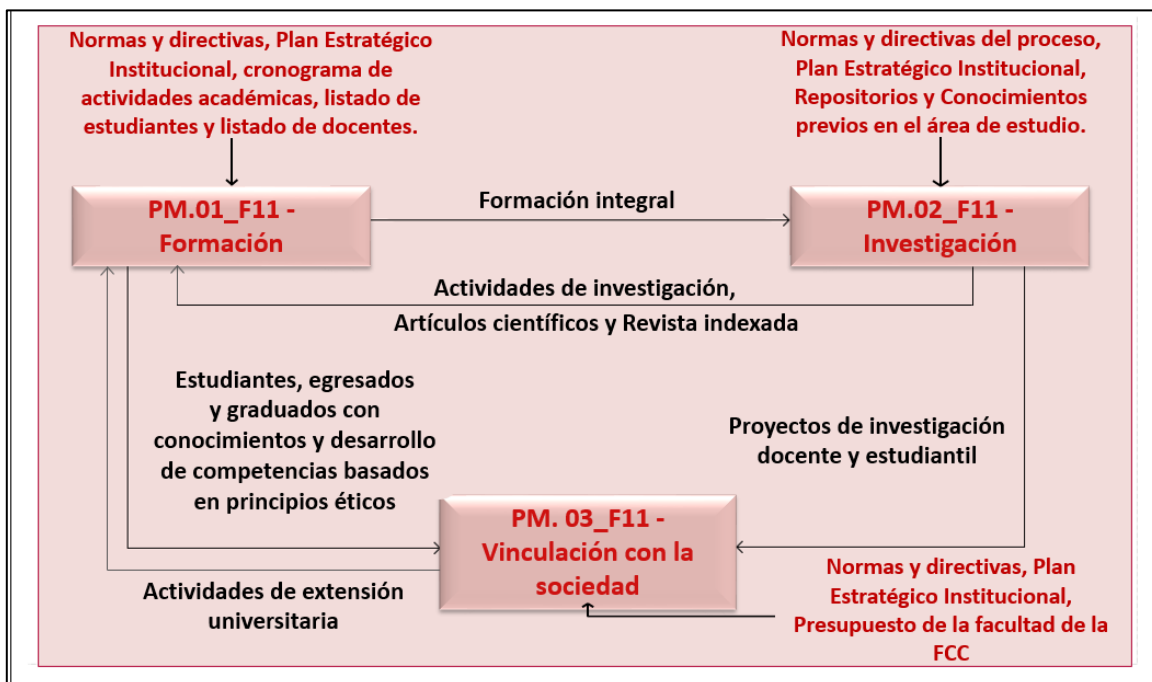 Normas y directivas, Plan Estratégico
Institucional, cronograma de
actividades académicas, listado de
estudiantes y listado de docentes.
Normas y directivas del proceso,
Plan Estratégico Institucional,
Repositorios y Conocimientos
previos en el área de estudio.
PM.01_F11 -
Formación
Formación integral
PM.02_F11 -
Investigación
Actividades de investigación,
Artículos científicos y Revista indexada
Estudiantes, egresados
y graduados con
conocimientos y desarrollo
de competencias basados
en principios éticos
Proyectos de investigación
docente y estudiantil
PM. 03_F11 -
Vinculación con la
sociedad
Actividades de extensión
universitaria
Normas y directivas, Plan
Estratégico Institucional,
Presupuesto de la facultad de la
FCC